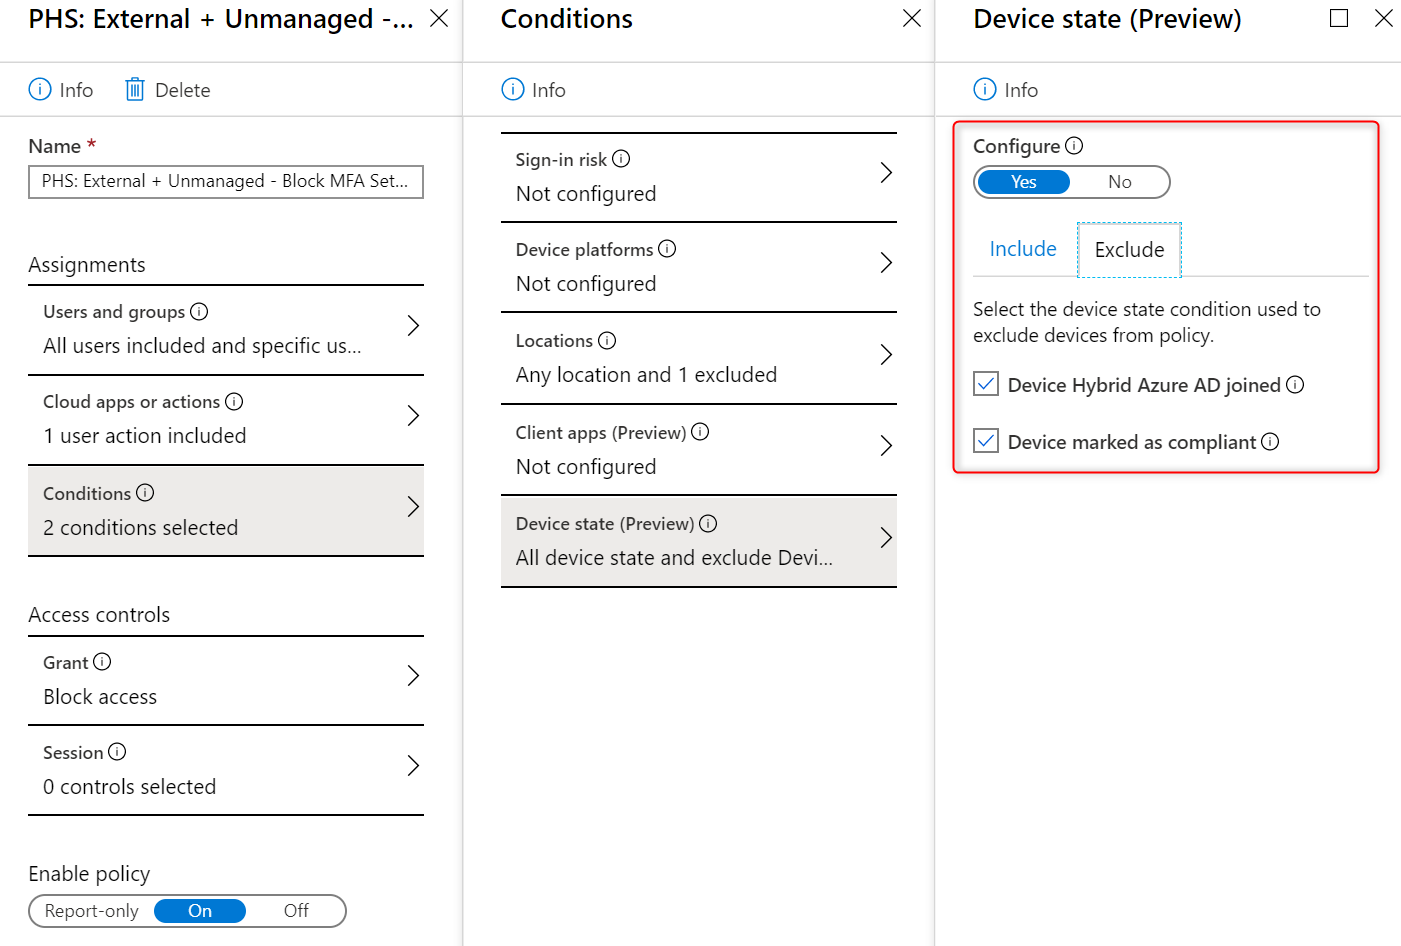 PHS: External + Unmanaged -...
Info
Delete
Name *
PHS: External + Unmanaged - Block MFA Set...
Assignments
Users and groups
All users included and specific us...
Cloud apps or actions
1 user action included
Conditions
2 conditions selected
Access controls
Grant
Block access
Session
0 controls selected
Enable policy
Report-only On Off
Conditions
Info
Sign-in risk
Not configured
Device platforms
Not configured
Locations
Any location and 1 excluded
Client apps (Preview)
Not configured
Device state (Preview)
All device state and exclude Devi...
Device state (Preview)
Info
Configure
Yes No
Include Exclude
Select the device state condition used to
exclude devices from policy.
Device Hybrid Azure AD joined
Device marked as compliant